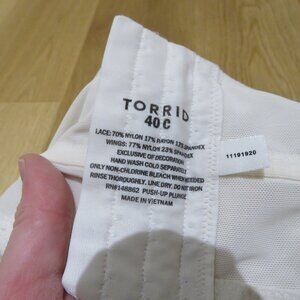 TORRID
40 C
LACE: 70% NYLON 17% RAYON 13% SPANDEX
WINGS: 77% NYLON 23% SPANDEX
EXCLUSIVE OF DECORATION
HAND WASH COLD SEPARATELY
ONLY NON-CHLORINE BLEACH WHEN NEEDED
RINSE THOROUGHLY. LINE DRY. DO NOT IRON
RN#148862 PUSH-UP PLUNGE
MADE IN VIETNAM
11191920